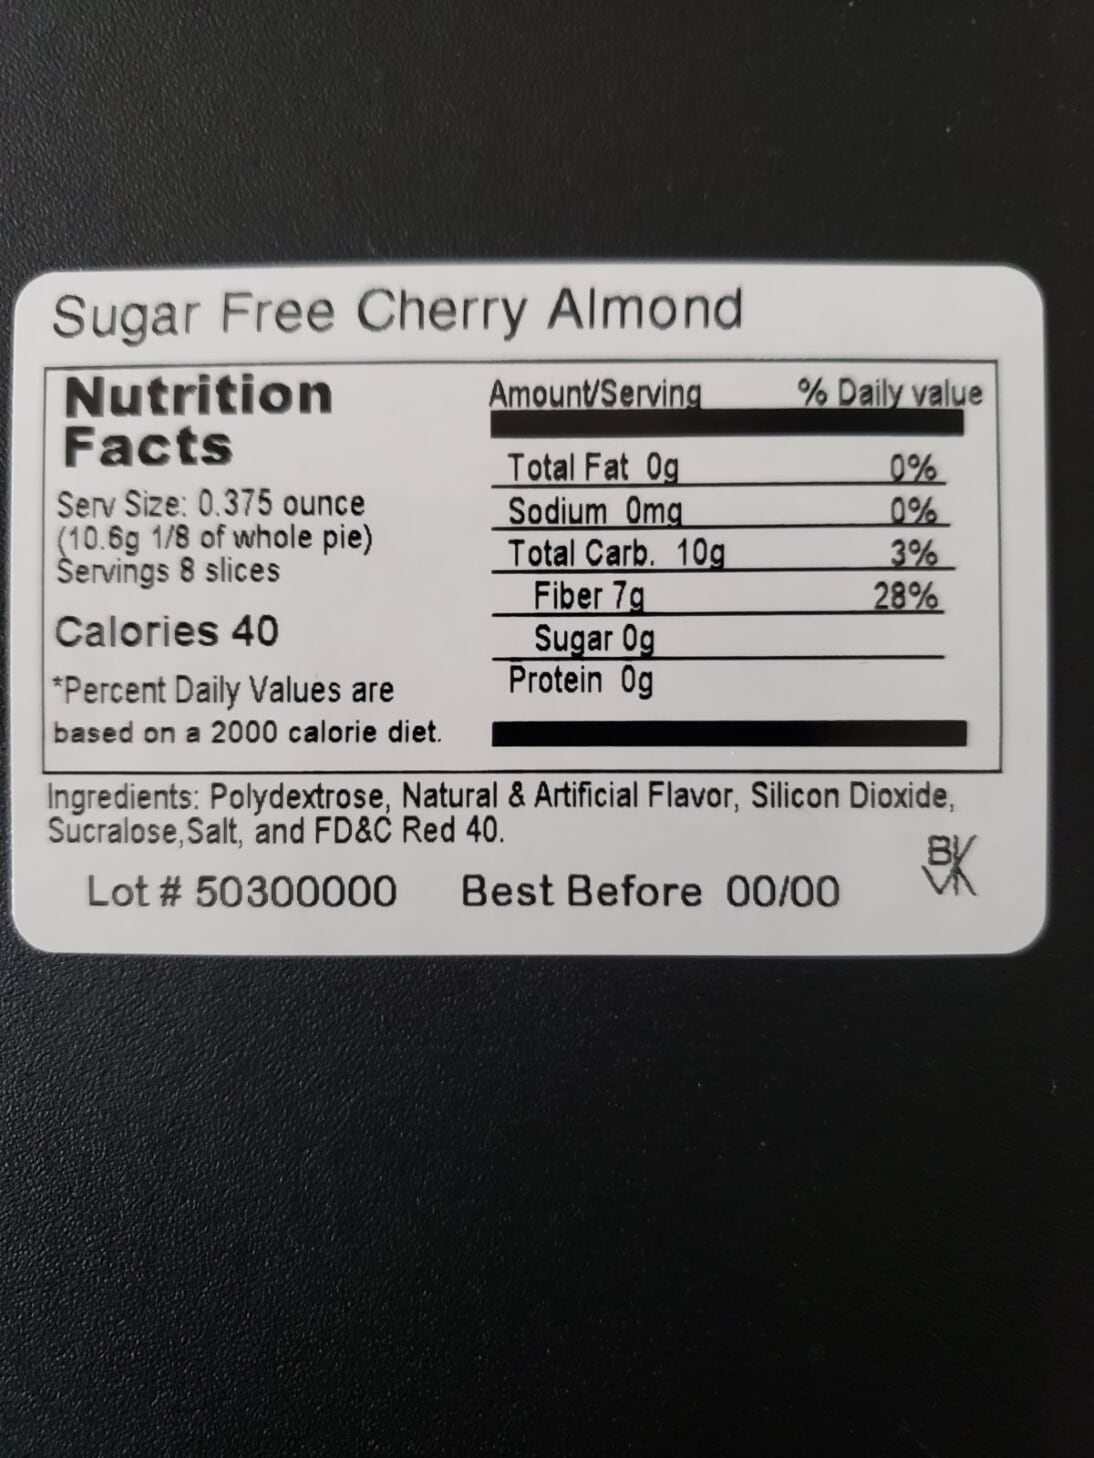 Sugar Free Cherry Almond
Nutrition
Facts
Serv Size: 0.375 ounce
(10.6g 1/8 of whole pie)
Servings 8 slices
Calories 40
*Percent Daily Values are
based on a 2000 calorie diet.
Amount/Serving % Daily value
Total Fat 0g 0%
Sodium 0mg 0%
Total Carb. 10g 3%
Fiber 7g 28%
Sugar 0g
Protein 0g
Ingredients: Polydextrose, Natural & Artificial Flavor, Silicon Dioxide,
Sucralose,Salt, and FD&C Red 40.
Lot # 50300000 Best Before 00/00
BK
VK